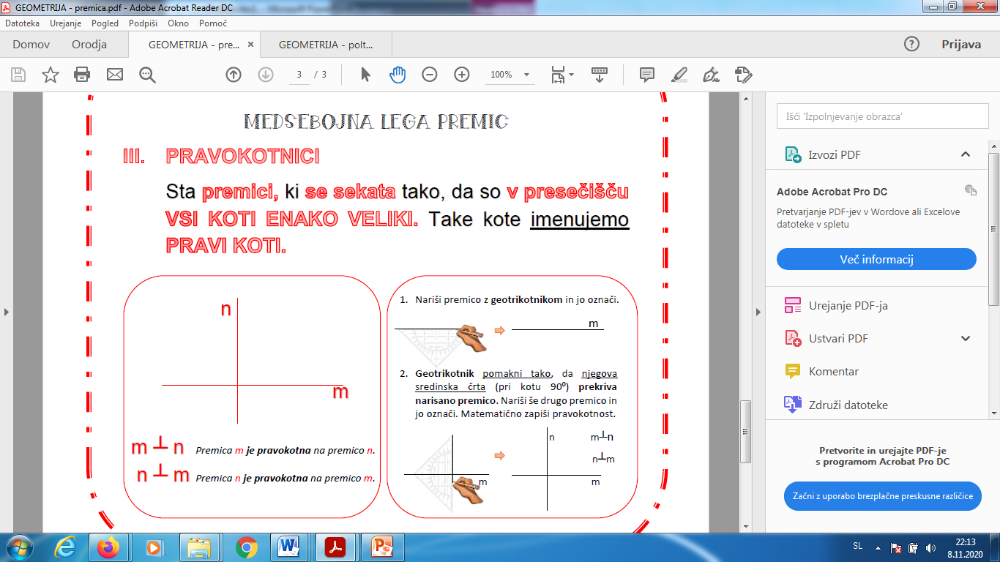 GEOMETRIJA - premica.pdf - Adobe Acrobat Reader DC
Datoteka Urejanje Pogled Podpiši Okno Pomoč
Domov Orodja GEOMETRIJA - pre... × GEOMETRIJA - polt... Prijava
3 / 3 100%
MEDSEBOJNA LEGA PREMIC
III. PRAVOKOTNICI
Sta premici, ki se sekata tako, da so v presečišču
VSI KOTI ENAKO VELIKI. Take kote imenujemo
PRAVI KOTI.
n
m
m ┴ n Premica m je pravokotna na premico n.
n ┴ m Premica n je pravokotna na premico m.
1. Nariši premico z geotrikotnikom in jo označi.
m
2. Geotrikotnik pomakni tako, da njegova
sredinska črta (pri kotu 90⁰) prekriva
narisano premico. Nariši še drugo premico in
jo označi. Matematično zapiši pravokotnost.
m
n m┴n
n┴m
m
Išči 'Izpolnjevanje obrazca'
Izvozi PDF
Adobe Acrobat Pro DC
Pretvarjanje PDF-jev v Wordove ali Excelove
datoteke v spletu
Več informacij
Urejanje PDF-ja
Ustvari PDF
Komentar
Združi datoteke
Pretvorite in urejajte PDF-je
s programom Acrobat Pro DC
Začni z uporabo brezplačne preskusne različice
SL 22:13
8.11.2020